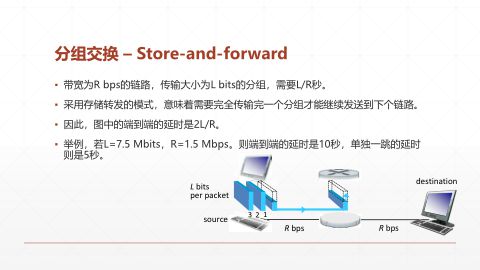 分组交换 – Store-and-forward
▪ 带宽为R bps的链路，传输大小为L bits的分组，需要L/R秒。
▪ 采用存储转发的模式，意味着需要完全传输完一个分组才能继续发送到下个链路。
▪ 因此，图中的端到端的延时是2L/R。
▪ 举例，若L=7.5 Mbits，R=1.5 Mbps。则端到端的延时是10秒，单独一跳的延时
则是5秒。
L bits
per packet
destination
3 2 1
source
R bps
R bps